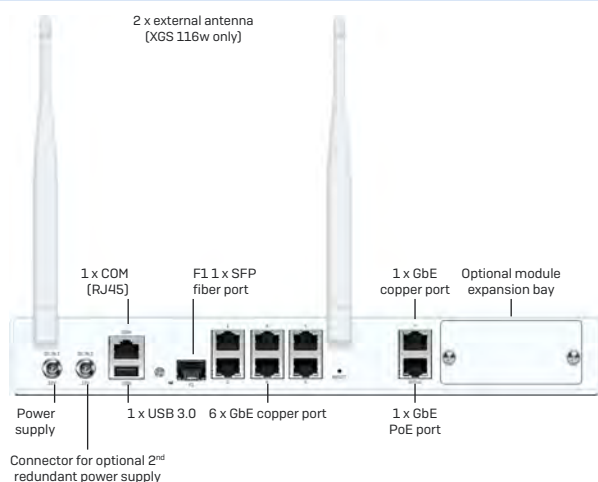 2 x external antenna
(XGS 116w only)
1 x COM
(RJ45)
F1 1 x SFP
fiber port
1 x GbE
copper port
Optional module
expansion bay
Power
supply
1 x USB 3.0
6 x GbE copper port
1 x GbE
PoE port
Connector for optional 2nd
redundant power supply